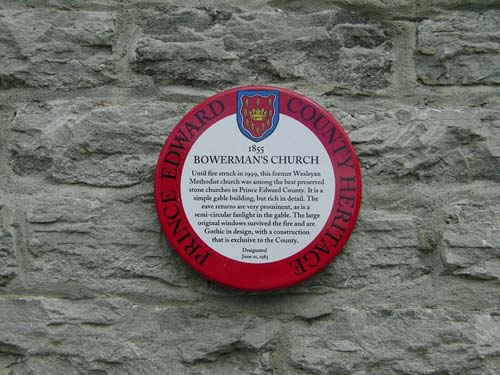 PRINCE EDWARD COUNTY HERITAGE
1855
BOWERMAN'S CHURCH
Until fire struck in 1999, this former Wesleyan
Methodist church was among the best preserved
stone churches in Prince Edward County. It is a
simple gable building, but rich in detail. The
eave returns are very prominent, as is a
semi-circular fanlight in the gable. The large
original windows survived the fire and are
Gothic in design, with a construction
that is exclusive to the County.
Designated
June 21, 1985